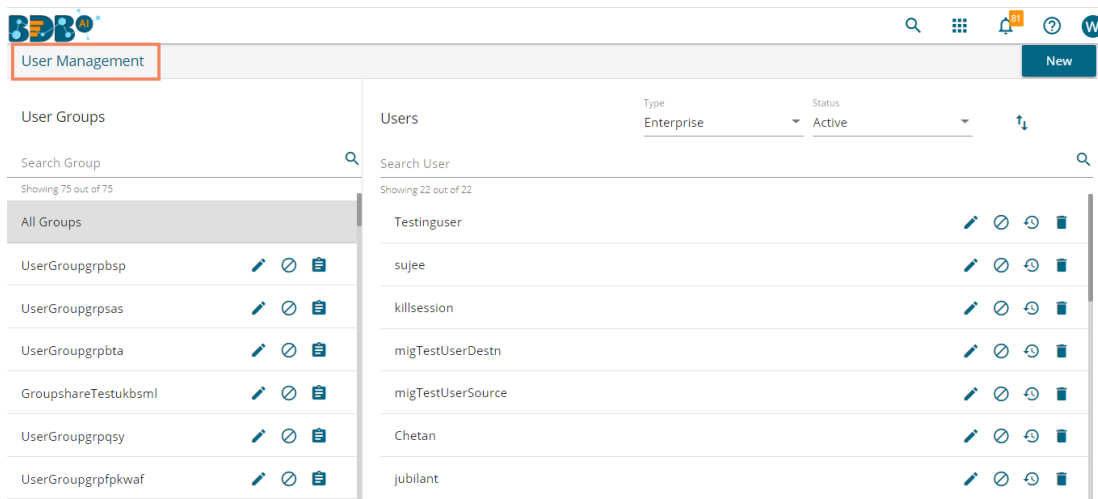 BDB AI
81
W
User Management
New
User Groups
Search Group
Showing 75 out of 75
All Groups
UserGroupgrpbsp
UserGroupgrpsas
UserGroupgrpbta
GroupshareTestukbsml
UserGroupgrpqsy
UserGroupgrpfpkwaf
Users
Type
Enterprise
Status
Active
Search User
Showing 22 out of 22
Testinguser
sujee
killsession
migTestUserDestn
migTestUserSource
Chetan
jubilant